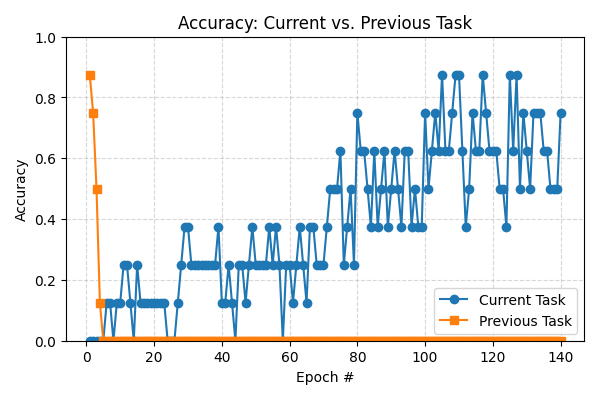 Accuracy: Current vs. Previous Task
1.0
0.8
0.6
0.4
0.2
0.0
Accuracy
0 20 40 60 80 100 120 140
Epoch #
Current Task
Previous Task